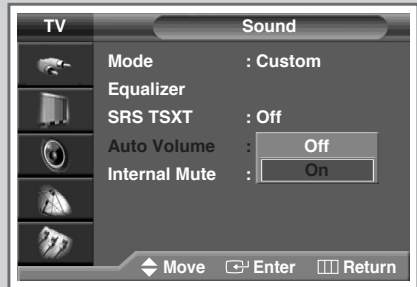 TV Sound
Mode : Custom
Equalizer
SRS TSXT : Off
Auto Volume : Off
Internal Mute : On
Move Enter Return